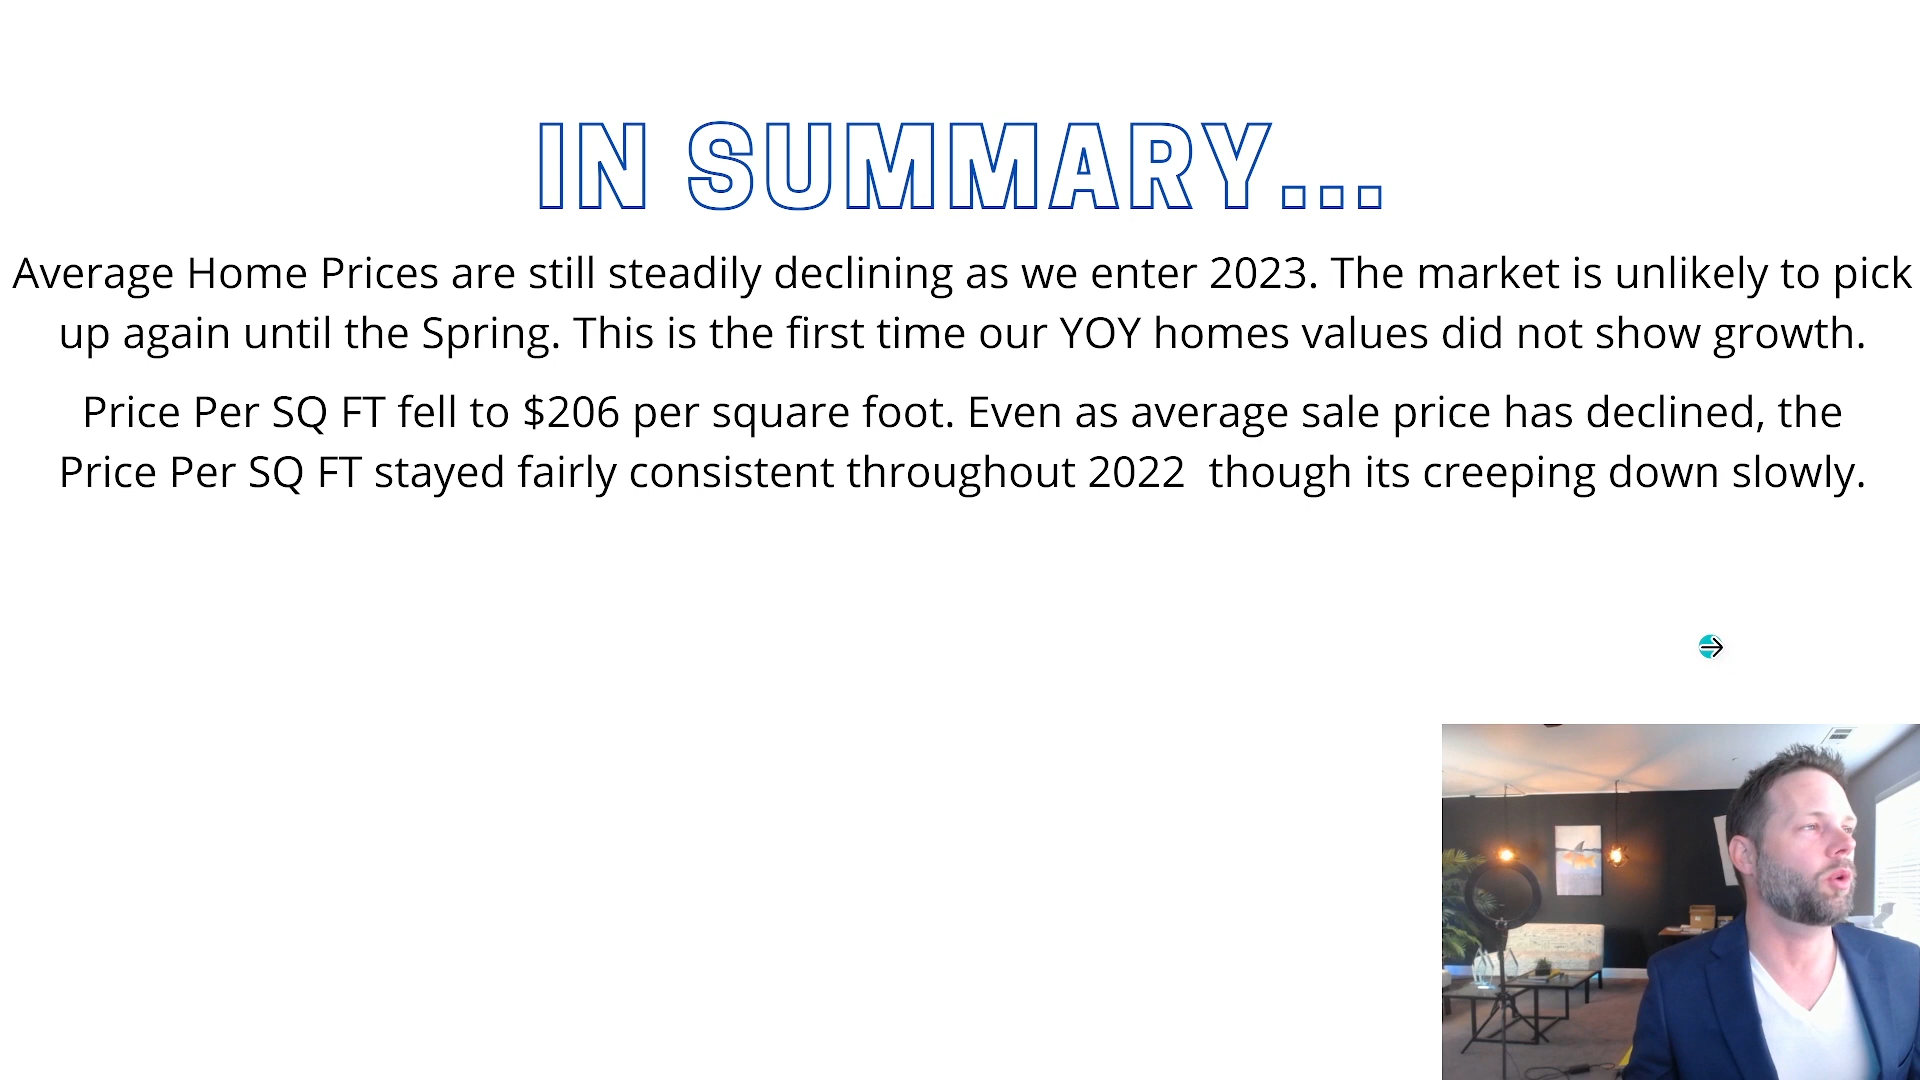 IN SUMMARY...
Average Home Prices are still steadily declining as we enter 2023. The market is unlikely to pick
up again until the Spring. This is the first time our YOY homes values did not show growth.
Price Per SQ FT fell to $206 per square foot. Even as average sale price has declined, the
Price Per SQ FT stayed fairly consistent throughout 2022  though its creeping down slowly.